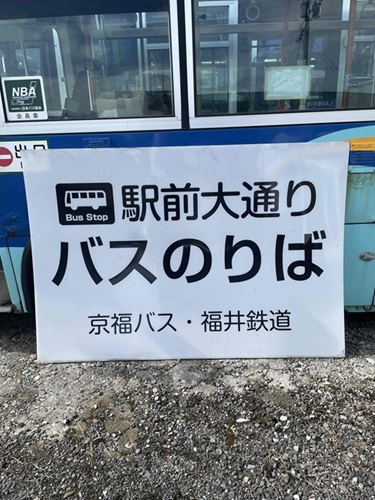 NBA
会員章
出口
Bus Stop
駅前大通り
バスのりば
京福バス・福井鉄道